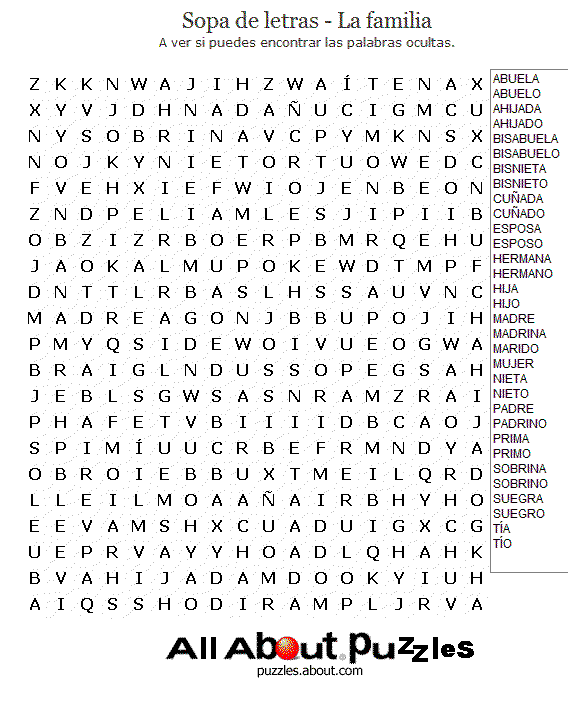 Sopa de letras - La familia
A ver si puedes encontrar las palabras ocultas.
Z K K N W A J I H Z W A Í T E N A X
X Y V J D H N A D A Ñ U C I G M C U
N Y S O B R I N A V C P Y M K N S X
N O J K Y N I E T O R T U O W E D C
F V E H X I E F W I O J E N B E O N
Z N D P E L I A M L E S J I P I I B
O B Z I Z R B O E R P B M R Q E H U
J A O K A L M U P O K E W D T M P F
D N T T L R B A S L H S S A U V N C
M A D R E A G O N J B B U P O J I H
P M Y Q S I D E W O I V U E O G W A
B R A I G L N D U S S O P E G S A H
J E B L S G W S A S N R A M Z R A I
P H A F E T V B I I I I D B C A O J
S P I M Í U U C R B E F R M N D Y A
O B R O I E B B U X T M E I L Q R D
L L E I L M O A A Ñ A I R B H Y H O
E E V A M S H X C U A D U I G X C G
U E P R V A Y Y H O A D L Q H A H K
B V A H I J A D A M D O O K Y I U H
A I Q S S H O D I R A M P L J R V A
ABUELA
ABUELO
AHIJADA
AHIJADO
BISABUELA
BISABUELO
BISNIETA
BISNIETO
CUÑADA
CUÑADO
ESPOSA
ESPOSO
HERMANA
HERMANO
HIJA
HIJO
MADRE
MADRINA
MARIDO
MUJER
NIETA
NIETO
PADRE
PADRINO
PRIMA
PRIMO
SOBRINA
SOBRINO
SUEGRA
SUEGRO
TÍA
TÍO
All About Puzzles
puzzles.about.com